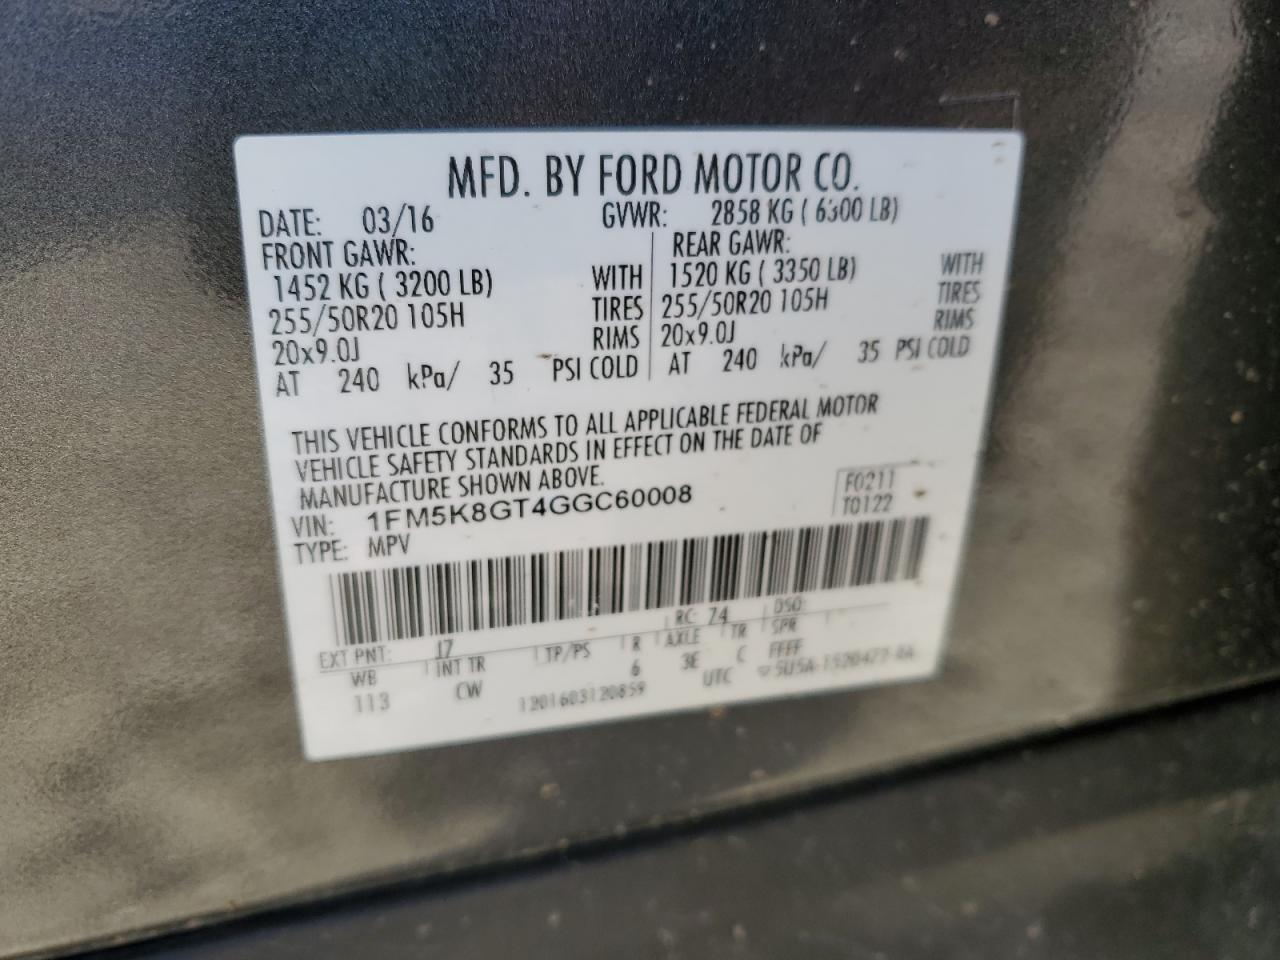 MFD. BY FORD MOTOR CO.
DATE: 03/16 GVWR: 2858 KG ( 6300 LB)
FRONT GAWR: REAR GAWR:
1452 KG ( 3200 LB) WITH 1520 KG ( 3350 LB) WITH
255/50R20 105H TIRES 255/50R20 105H TIRES
20x9.0J RIMS 20x9.0J RIMS
AT 240 kPa/ 35 PSI COLD AT 240 kPa/ 35 PSI COLD
THIS VEHICLE CONFORMS TO ALL APPLICABLE FEDERAL MOTOR
VEHICLE SAFETY STANDARDS IN EFFECT ON THE DATE OF
MANUFACTURE SHOWN ABOVE.
VIN: 1FM5K8GT4GGC60008
TYPE: MPV
F0211
T0122
EXT PNT: J7 RC: 74 DSO:
WB INT TR TP/PS R AXLE TR SPR
113 CW 6 3E C FFFF
1201603120859 UTC